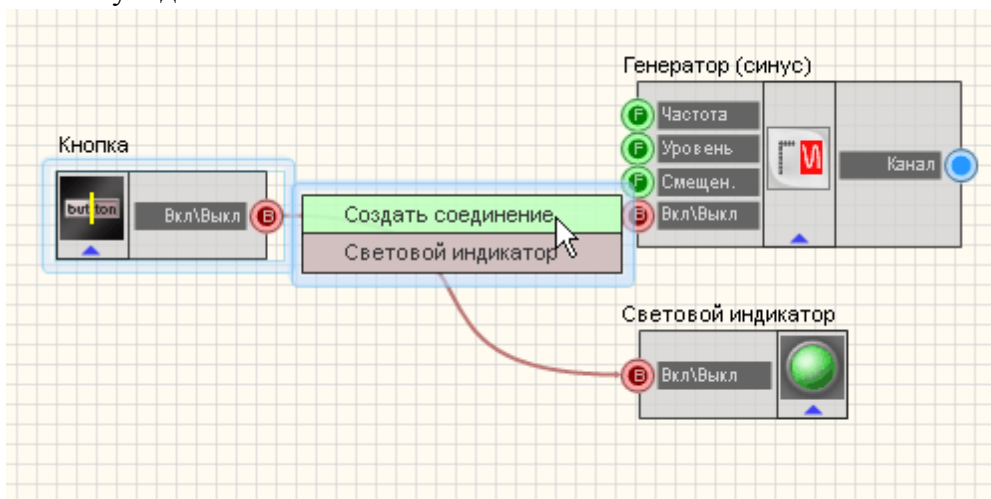 Генератор (синус)
Частота
Уровень
Смещен.
Вкл\Выкл
Канал
Кнопка
button
Вкл\Выкл
Создать соединение
Световой индикатор
Световой индикатор
Вкл\Выкл